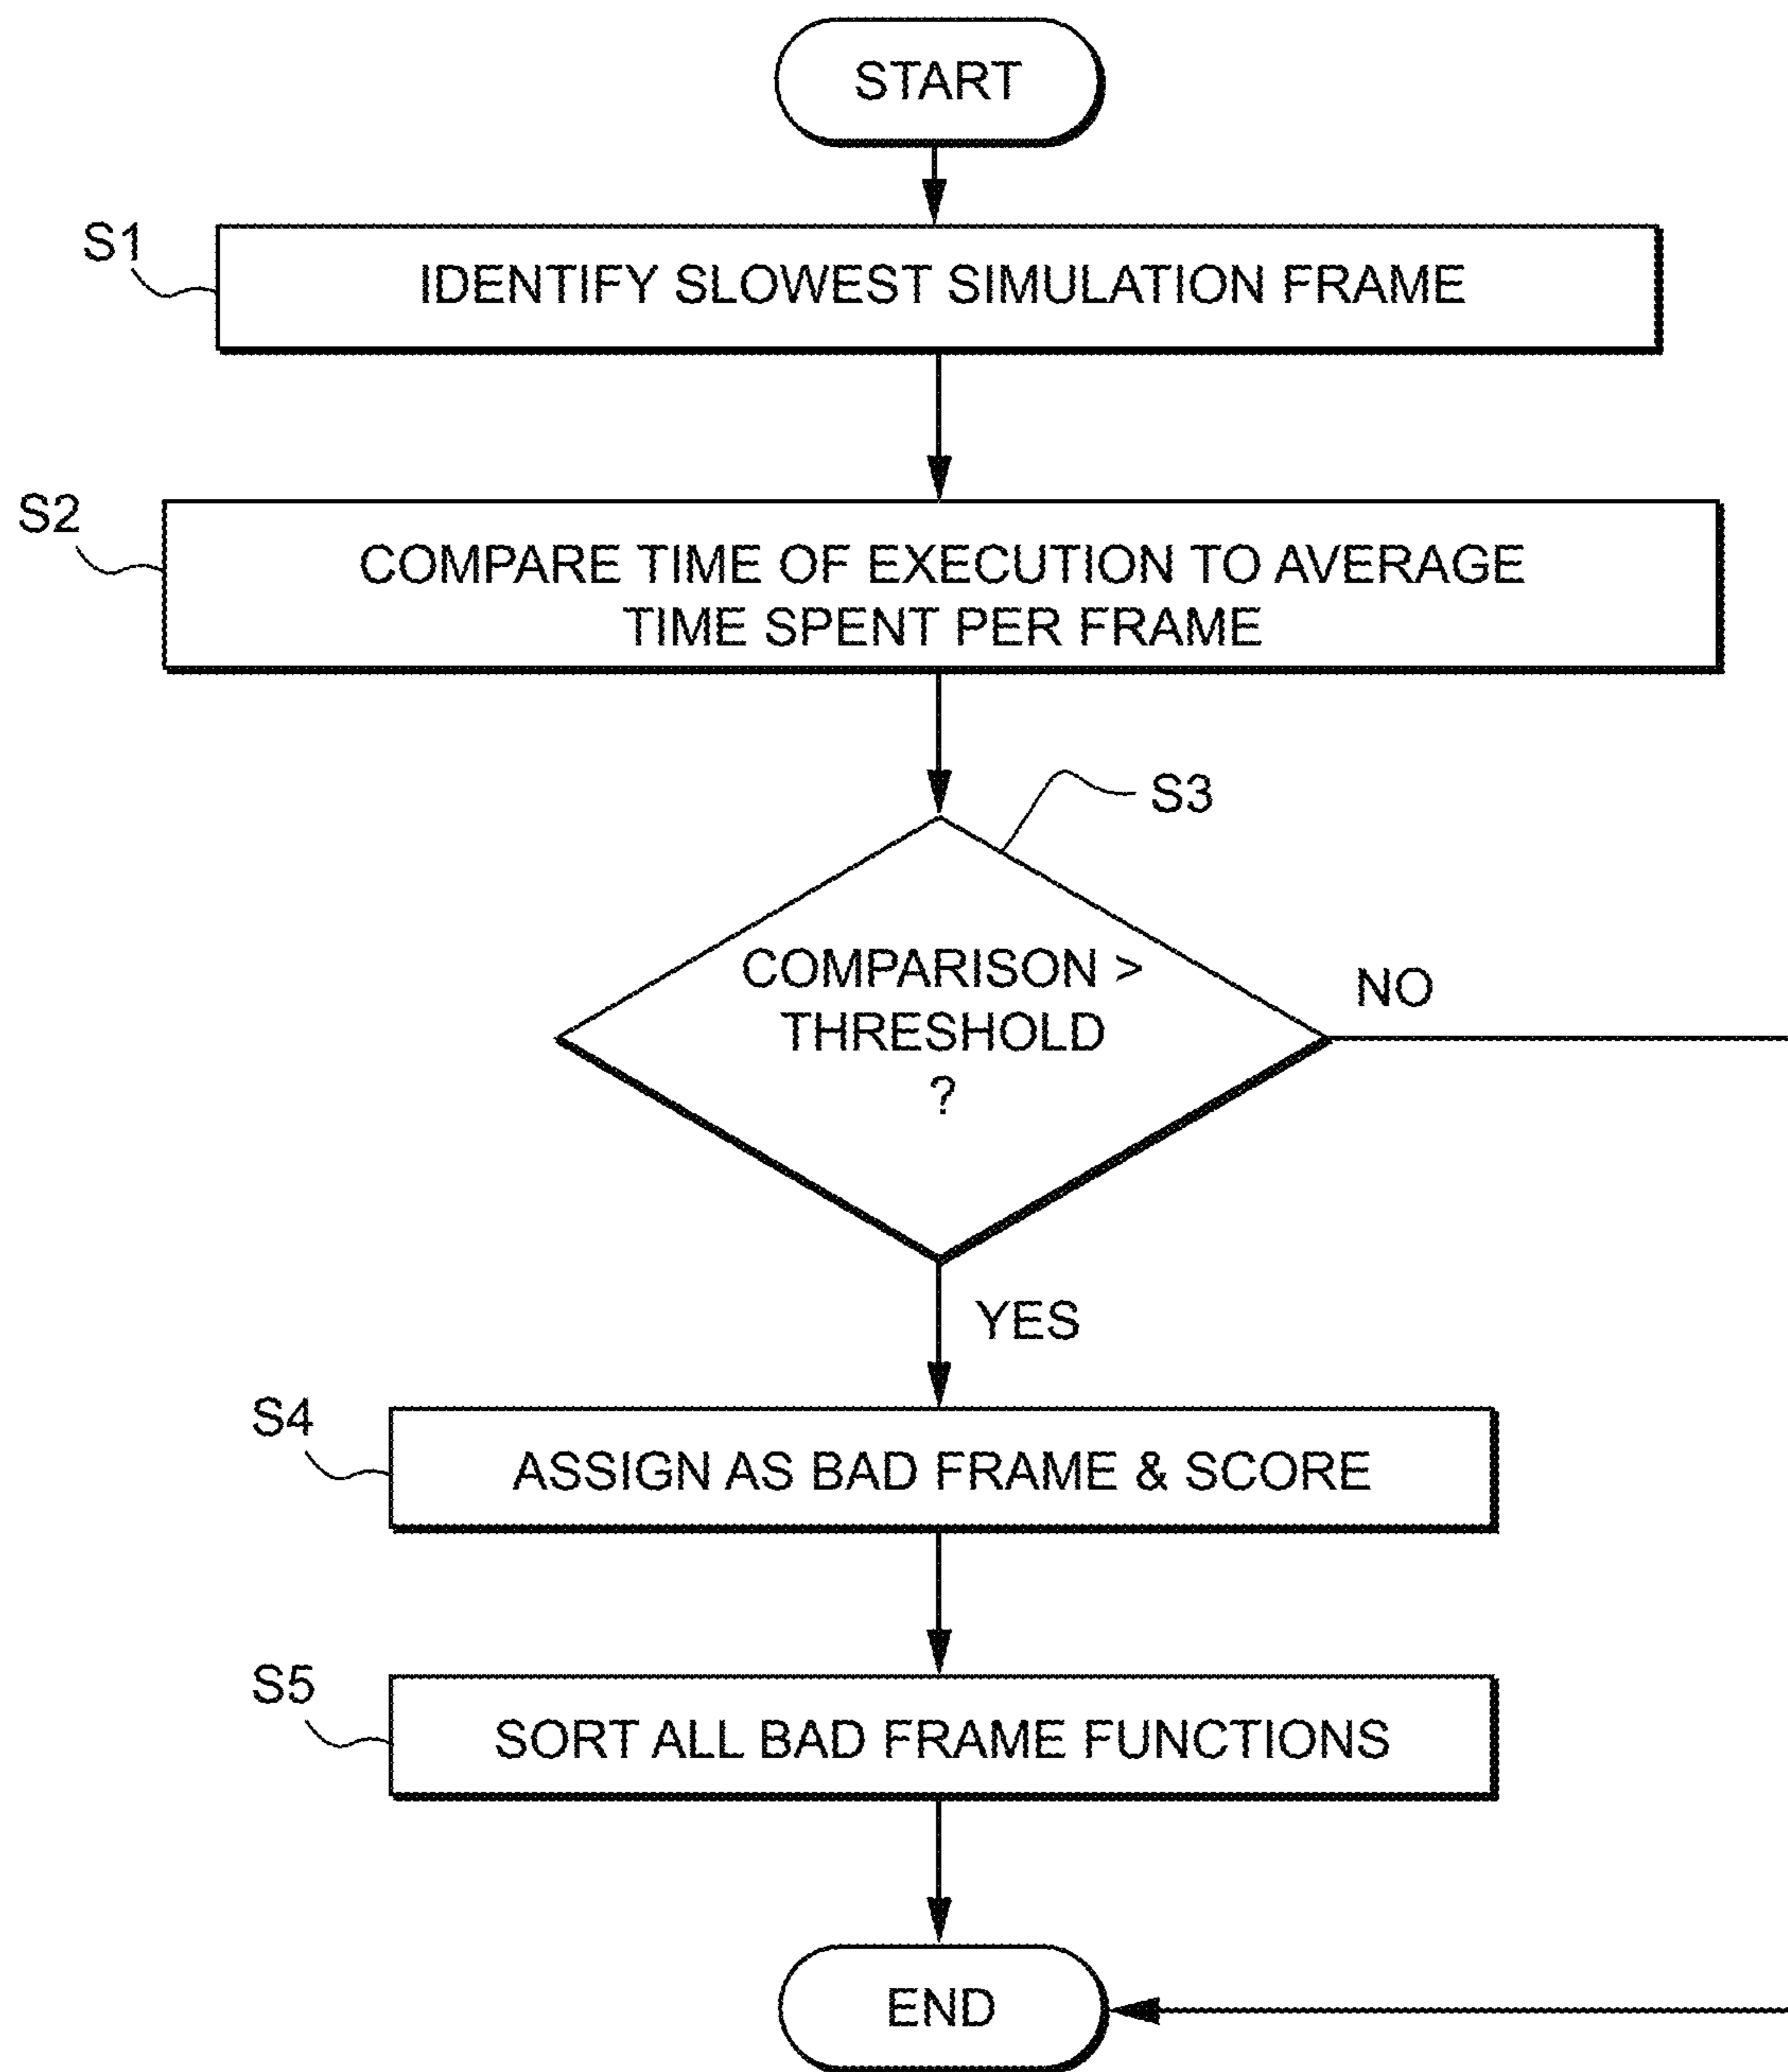 START
S1
IDENTIFY SLOWEST SIMULATION FRAME
S2
COMPARE TIME OF EXECUTION TO AVERAGE
TIME SPENT PER FRAME
S3
COMPARISON >
THRESHOLD
?
NO
YES
S4
ASSIGN AS BAD FRAME & SCORE
S5
SORT ALL BAD FRAME FUNCTIONS
END